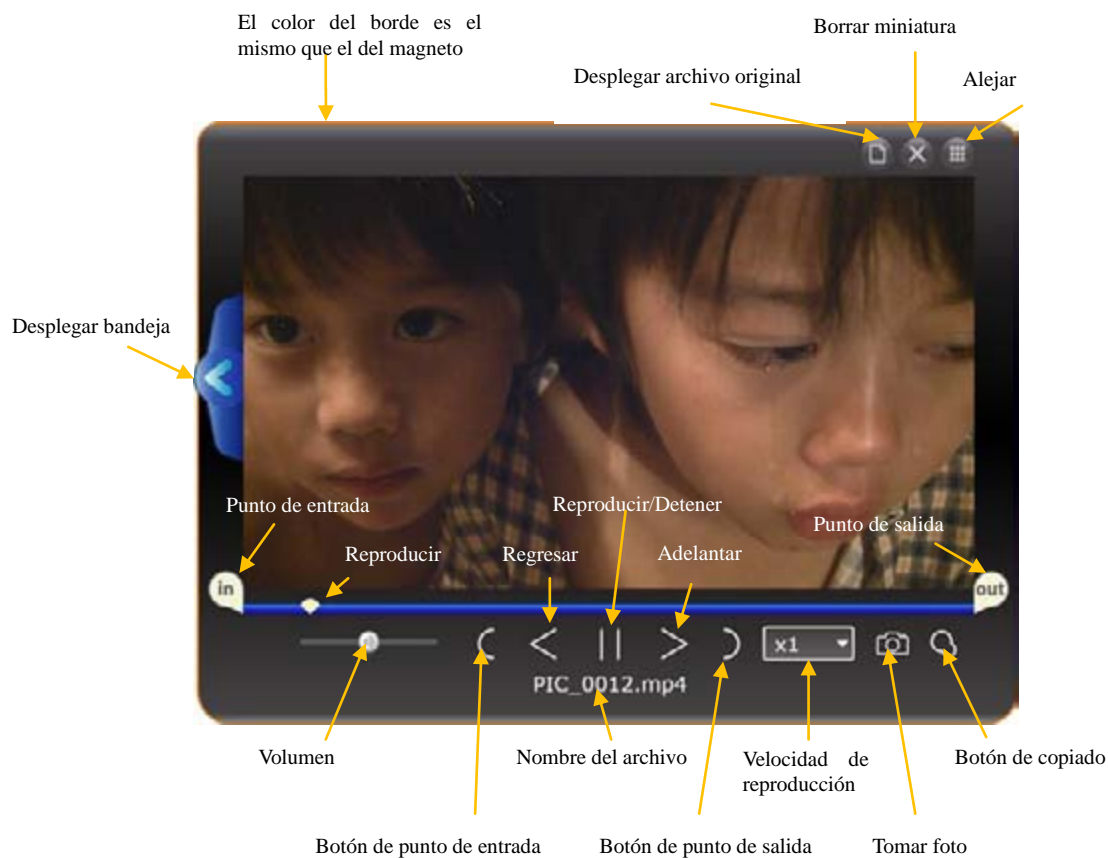 El color del borde es el
mismo que el del magneto
Borrar miniatura
Desplegar archivo original
Alejar
Desplegar bandeja
Punto de entrada
Reproducir/Detener
Punto de salida
Reproducir
Regresar
Adelantar
in
out
x1
PIC_0012.mp4
Volumen
Nombre del archivo
Velocidad de
reproducción
Botón de copiado
Botón de punto de entrada
Botón de punto de salida
Tomar foto